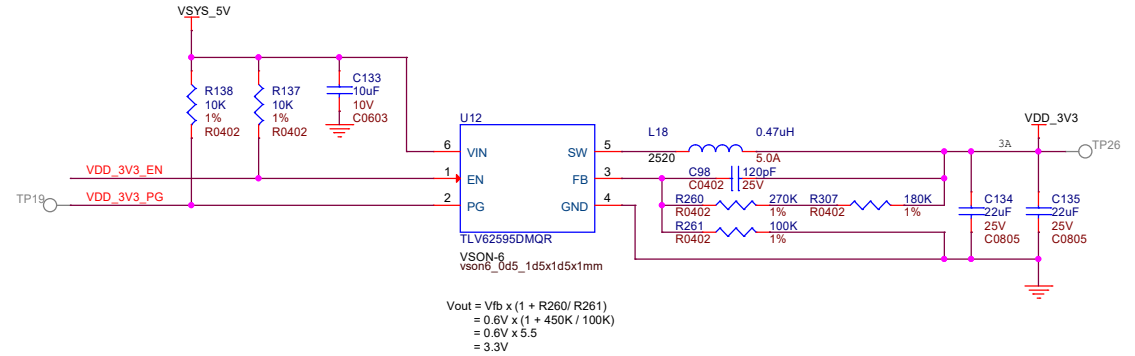 VSYS_5V
R138
10K
1%
R0402
R137
10K
1%
R0402
C133
10uF
10V
C0603
U12
L18
0.47uH
VDD_3V3
6
VIN
SW
5
2520
5.0A
3A
TP26
VDD_3V3_EN
1
EN
FB
3
C98
120pF
C0402
25V
TP19
VDD_3V3_PG
2
PG
GND
4
R260
270K
R307
180K
R0402
1%
R0402
1%
R261
100K
R0402
1%
C134
22uF
25V
C0805
C135
22uF
25V
C0805
TLV62595DMQR
VSON-6
vson6_0d5_1d5x1d5x1mm
Vout = Vfb x (1 + R260/ R261)
= 0.6V x (1 + 450K / 100K)
= 0.6V x 5.5
= 3.3V